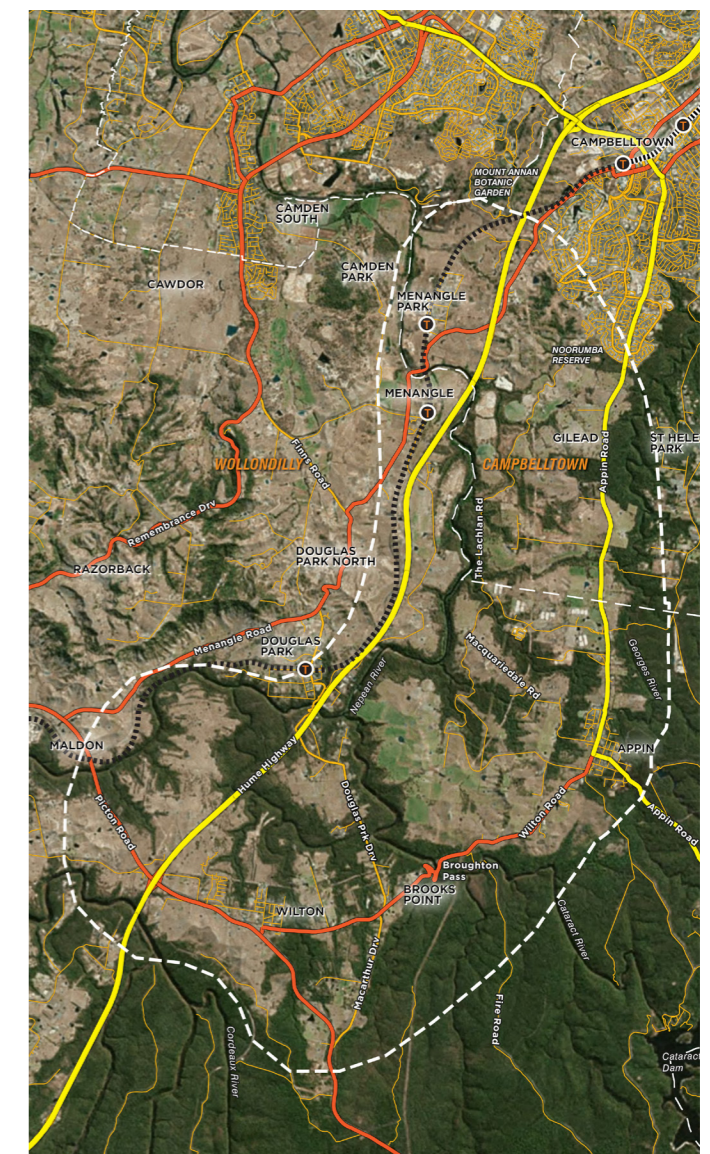 CAMPBELLTOWN
T
T
MOUNT ANNAN
BOTANIC
GARDEN
CAMDEN
SOUTH
CAMDEN
PARK
CAWDOR
MENANGLE
PARK
T
NOORUMBA
RESERVE
MENANGLE
T
GILEAD
ST HELE
PARK
WOLLONDILLY
Finns Road
CAMPBELLTOWN
Appin Road
Remembrance Drv
The Lachlan Rd
DOUGLAS
PARK NORTH
RAZORBACK
Menangle Road
DOUGLAS
PARK
T
Macquariedale Rd
Georges River
Nepean River
MALDON
APPIN
Hume Highway
Picton Road
Douglas Prk Drv
Wilton Road
Appin Road
Broughton
Pass
BROOKS
POINT
WILTON
Cataract River
Macarthur Drv
Fire Road
Cordeaux River
Cataract
Dam